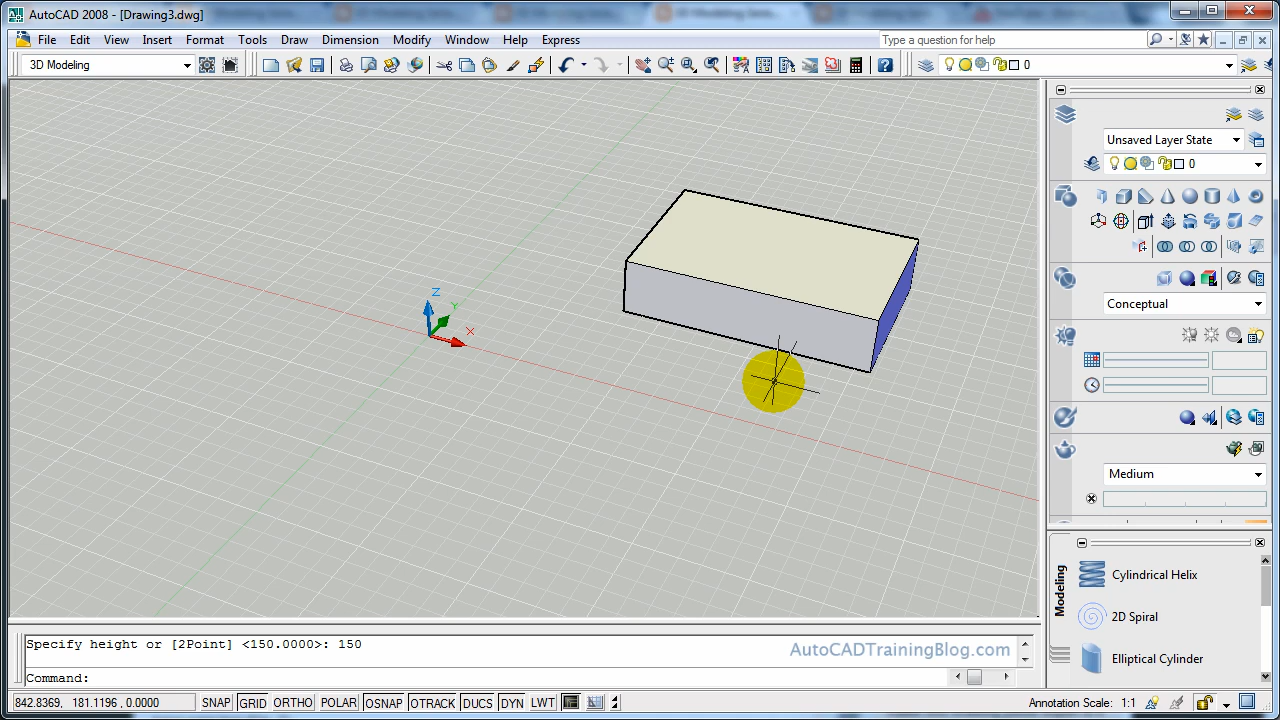 AutoCAD 2008 - [Drawing3.dwg]
File Edit View Insert Format Tools Draw Dimension Modify Window Help Express Type a question for help
3D Modeling 0
Unsaved Layer State
0
Conceptual
Z
Y
X
Medium
Modeling
Cylindrical Helix
2D Spiral
Elliptical Cylinder
Specify height or [2Point] <150.0000>: 150
AutoCADTrainingBlog.com
Command:
842.8369, 181.1196 , 0.0000 SNAP GRID ORTHO POLAR OSNAP OTRACK DUCS DYN LWT Annotation Scale: 1:1